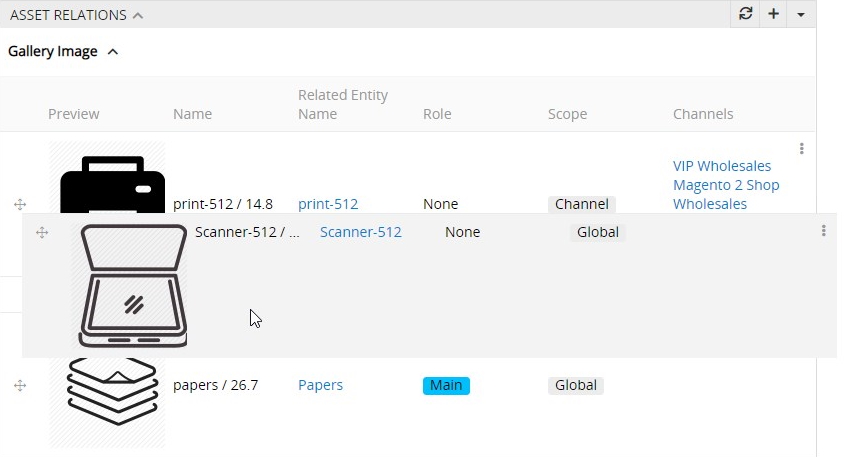 ASSET RELATIONS
Gallery Image
Preview Name Related Entity Name Role Scope Channels
print-512 / 14.8 print-512 None Channel VIP Wholesales
Magento 2 Shop
Wholesales
Scanner-512 / ... Scanner-512 None Global
papers / 26.7 Papers Main Global